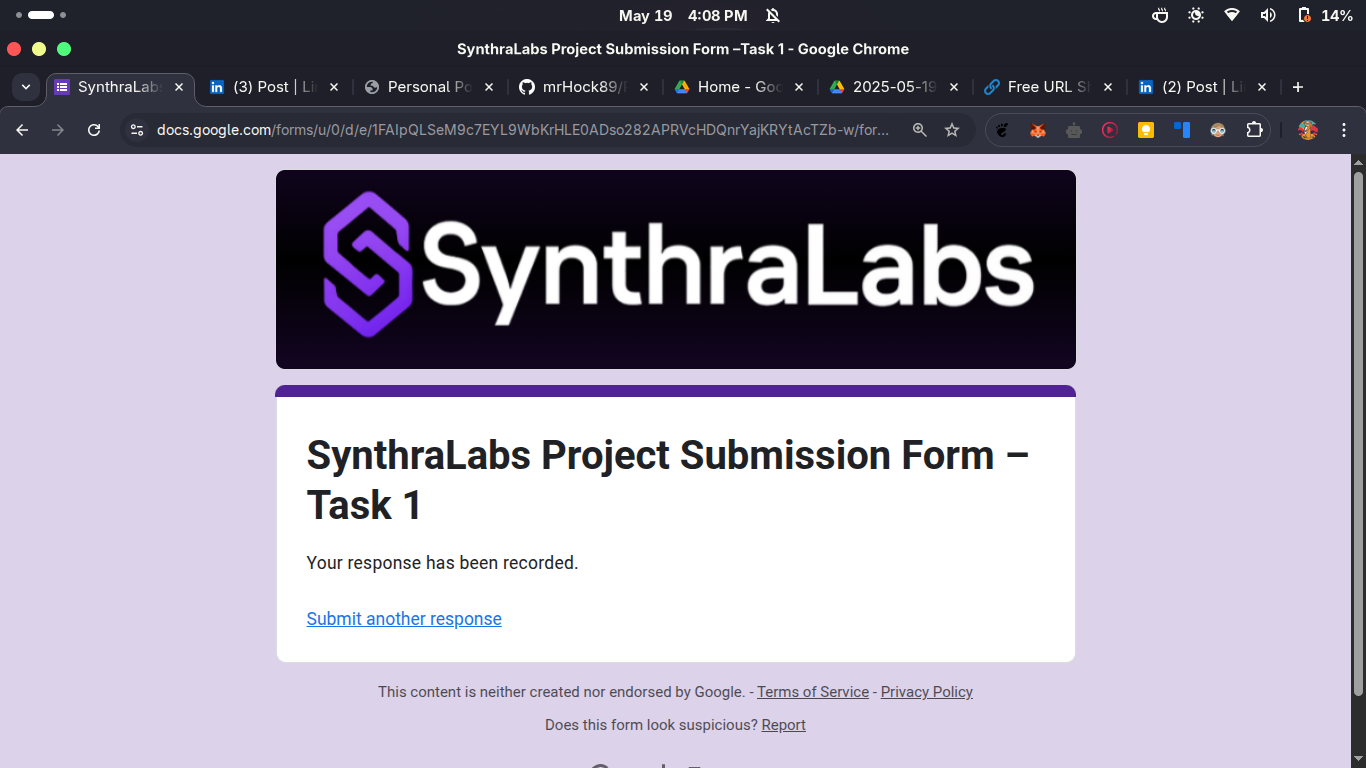 May 19 4:08 PM
14%
SynthraLabs Project Submission Form –Task 1 - Google Chrome
SynthraLabs
(3) Post | Li
Personal Po
mrHock89/
Home - Goo
2025-05-19
Free URL Sh
(2) Post | Li
docs.google.com/forms/u/0/d/e/1FAIpQLSeM9c7EYL9WbKrHLE0ADso282APRVcHDQnrYajKRYtAcTZb-w/for...
SynthraLabs
SynthraLabs Project Submission Form –
Task 1
Your response has been recorded.
Submit another response
This content is neither created nor endorsed by Google. - Terms of Service - Privacy Policy
Does this form look suspicious? Report